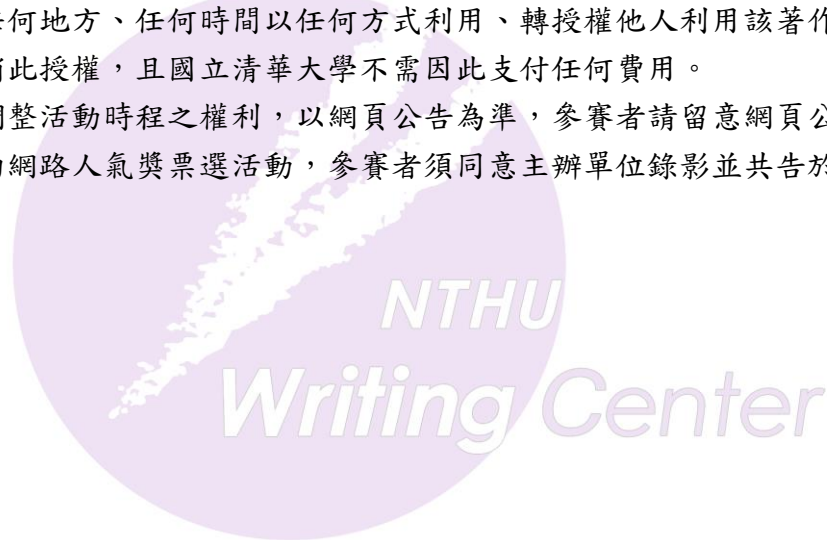 任何地方、任何時間以任何方式利用、轉授權他人利用該著作
銷此授權，且國立清華大學不需因此支付任何費用。
調整活動時程之權利，以網頁公告為準，參賽者請留意網頁公
網路人氣獎票選活動，參賽者須同意主辦單位錄影並共告於
NTHU
Writing Center